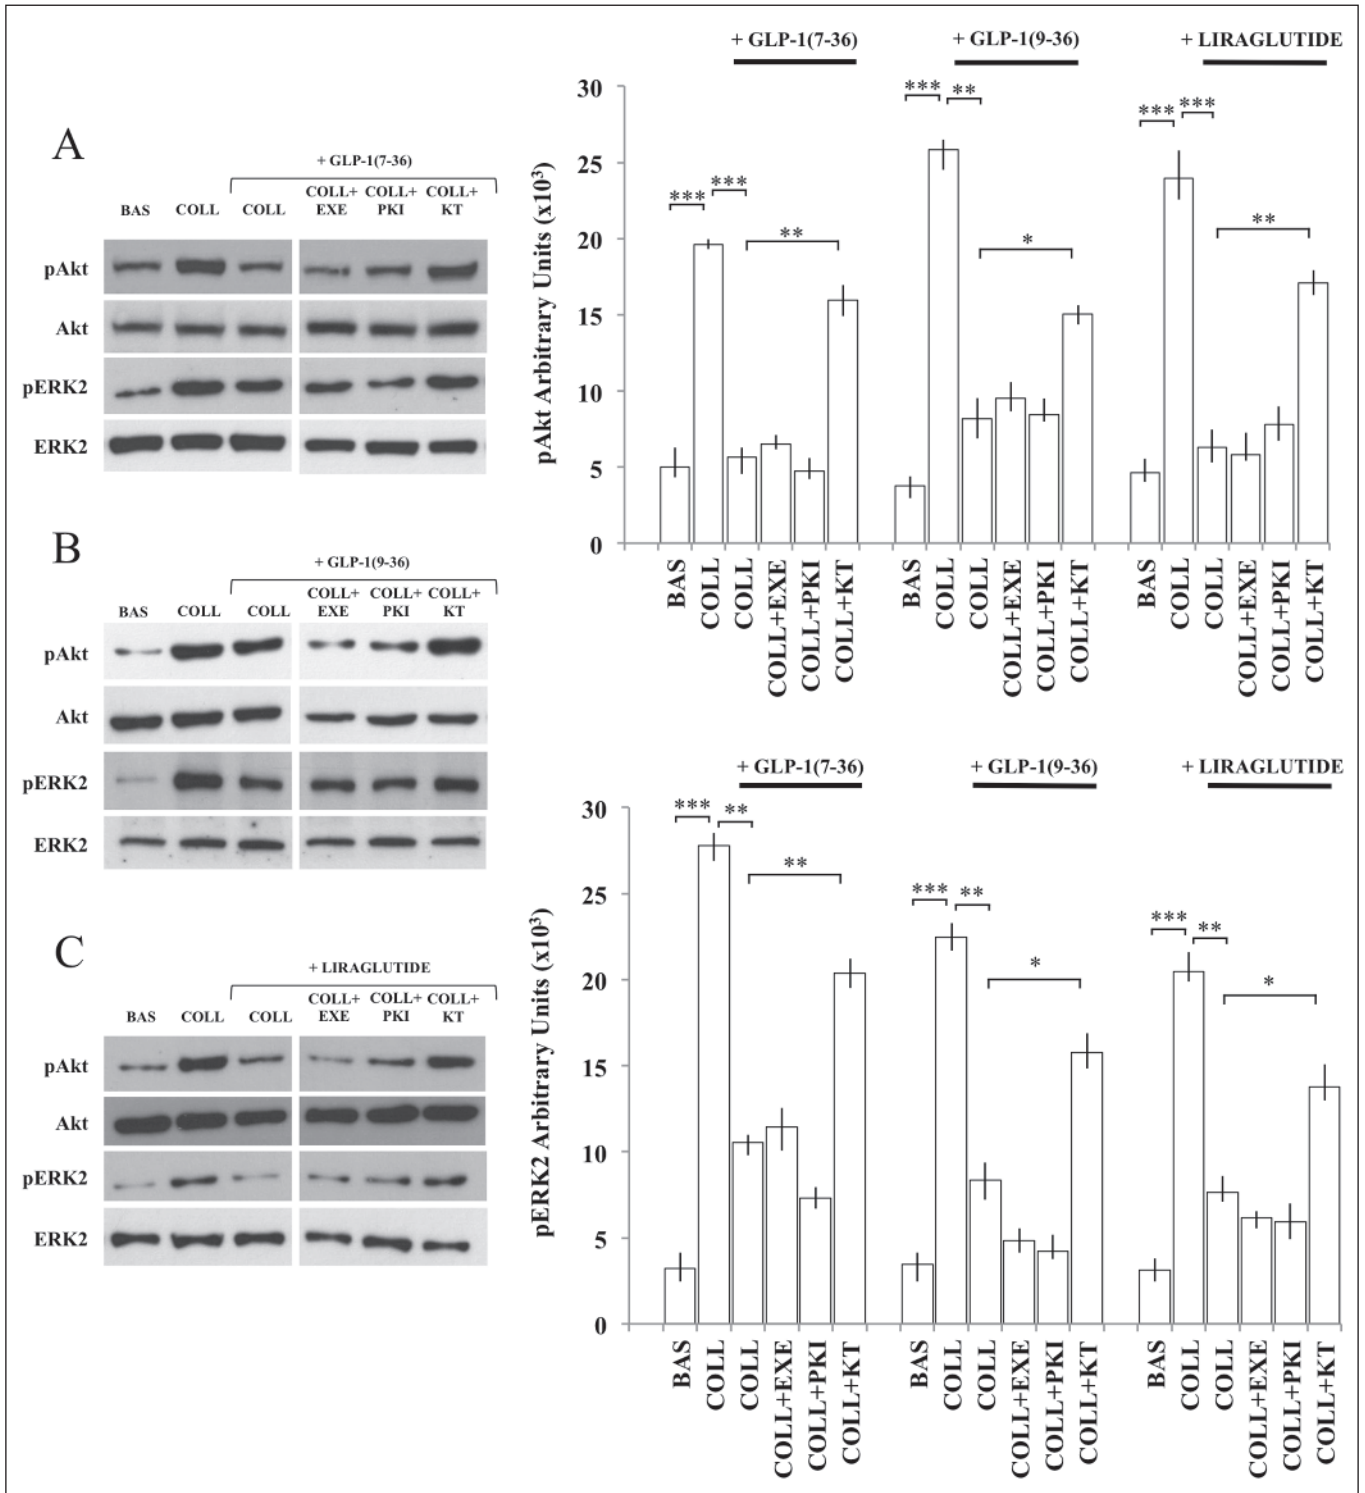 A
+ GLP-1(7-36)
BAS COLL COLL COLL+ EXE COLL+ PKI COLL+ KT
pAkt
Akt
pERK2
ERK2
B
+ GLP-1(9-36)
BAS COLL COLL COLL+ EXE COLL+ PKI COLL+ KT
pAkt
Akt
pERK2
ERK2
C
+ LIRAGLUTIDE
BAS COLL COLL COLL+ EXE COLL+ PKI COLL+ KT
pAkt
Akt
pERK2
ERK2
+ GLP-1(7-36) + GLP-1(9-36) + LIRAGLUTIDE
pAkt Arbitrary Units (x10³)
30
25
20
15
10
5
0
*** *** **
*** ** *
*** *** **
BAS COLL COLL COLL+EXE COLL+PKI COLL+KT
BAS COLL COLL COLL+EXE COLL+PKI COLL+KT
BAS COLL COLL COLL+EXE COLL+PKI COLL+KT
+ GLP-1(7-36) + GLP-1(9-36) + LIRAGLUTIDE
pERK2 Arbitrary Units (x10³)
30
25
20
15
10
5
0
*** ** **
*** ** *
*** ** *
BAS COLL COLL COLL+EXE COLL+PKI COLL+KT
BAS COLL COLL COLL+EXE COLL+PKI COLL+KT
BAS COLL COLL COLL+EXE COLL+PKI COLL+KT